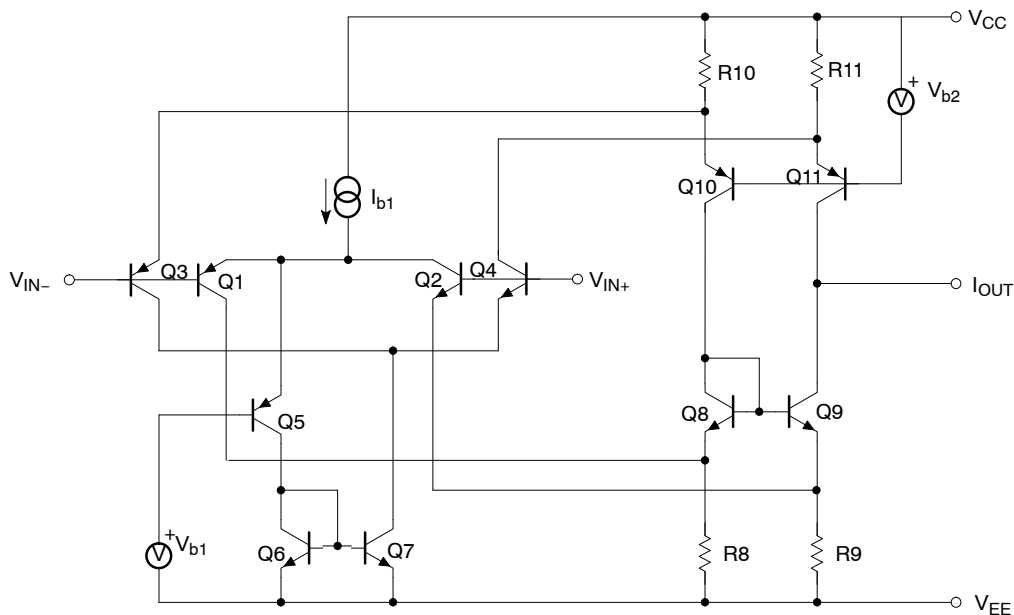 V_CC
R10
R11
+
V
V_b2
Q10
Q11
I_b1
V_IN−
Q3
Q1
Q2
Q4
V_IN+
I_OUT
Q5
Q8
Q9
+
V
V_b1
Q6
Q7
R8
R9
V_EE